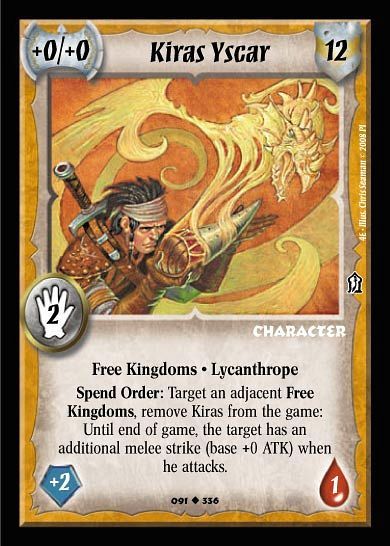 +0/+0
Kiras Yscar
12
4E · Illus. Chris Seaman © 2008 PI
2
CHARACTER
Free Kingdoms • Lycanthrope
Spend Order: Target an adjacent Free
Kingdoms, remove Kiras from the game:
Until end of game, the target has an
additional melee strike (base +0 ATK) when
he attacks.
+2
091 ◆ 336
1